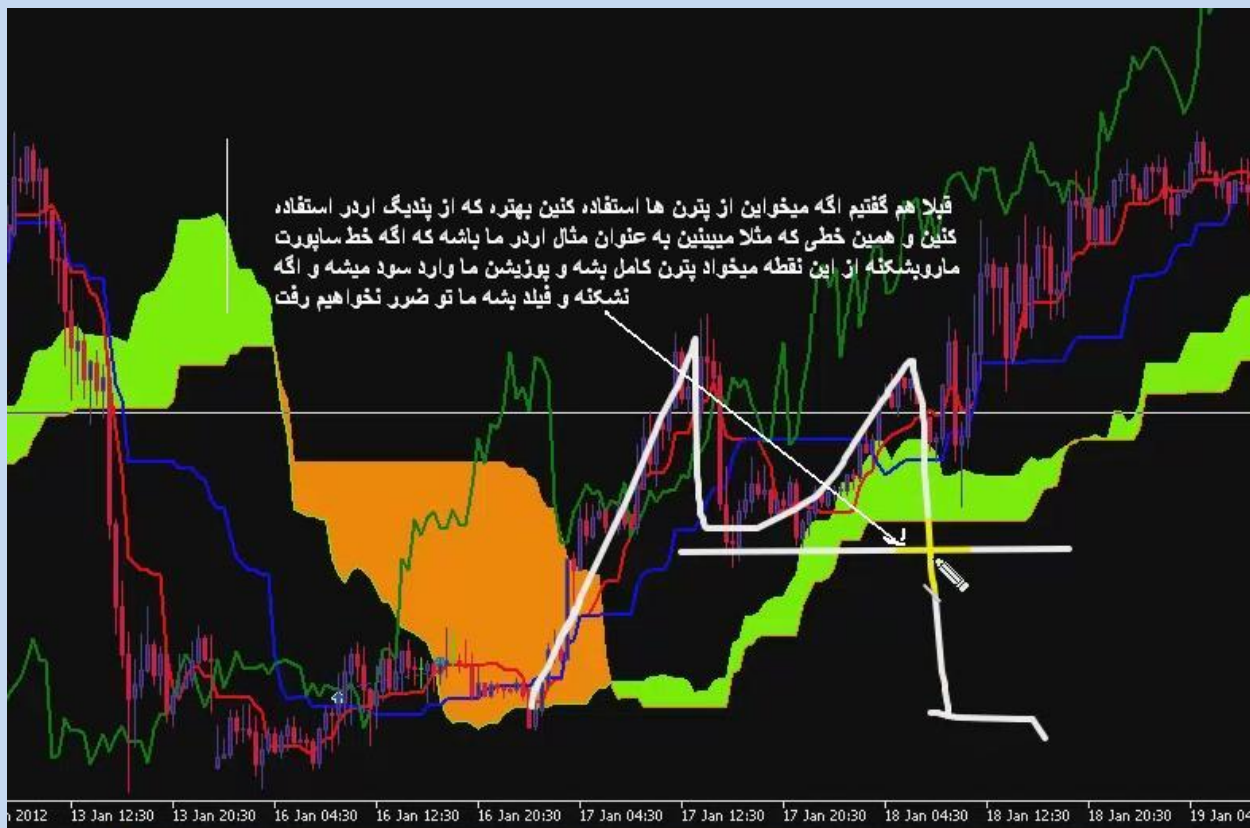 قبلا هم گفتیم اگه میخواین از پترن ها استفاده کنین بهتره که از پندیگ اردر استفاده
کنین و همین خطی که مثلا میبینین به عنوان مثال اردر ما باشه که اگه خط ساپورت
ماروبشکنه از این نقطه میخواد پترن کامل بشه و پوزیشن ما وارد سود میشه و اگه
نشکنه و فیلد بشه ما تو ضرر نخواهیم رفت
2012 13 Jan 12:30 13 Jan 20:30 16 Jan 04:30 16 Jan 12:30 16 Jan 20:30 17 Jan 04:30 17 Jan 12:30 17 Jan 20:30 18 Jan 04:30 18 Jan 12:30 18 Jan 20:30 19 Jan